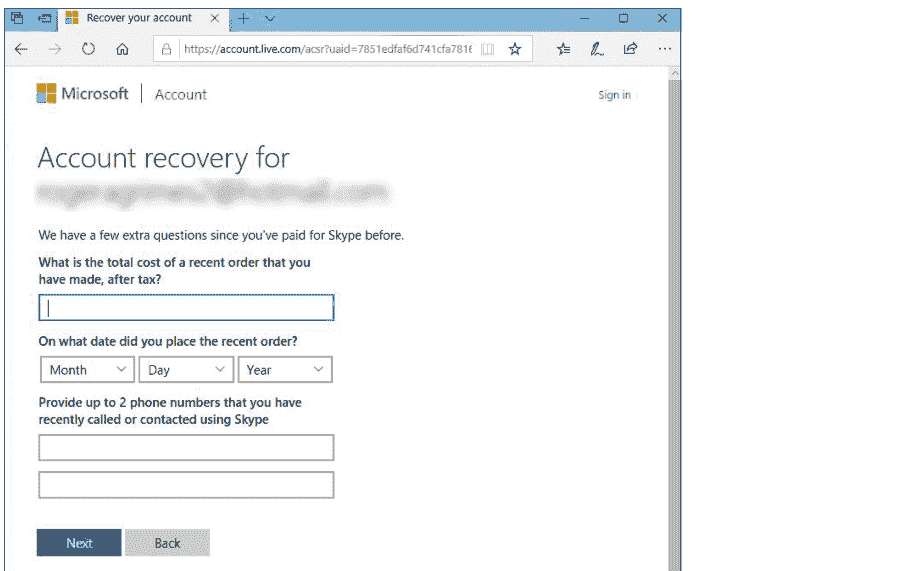 Recover your account
https://account.live.com/acsr?uaid=7851edfaf6d741cfa7816
Microsoft Account
Sign in
Account recovery for
We have a few extra questions since you've paid for Skype before.
What is the total cost of a recent order that you
have made, after tax?
On what date did you place the recent order?
Month Day Year
Provide up to 2 phone numbers that you have
recently called or contacted using Skype
Next Back